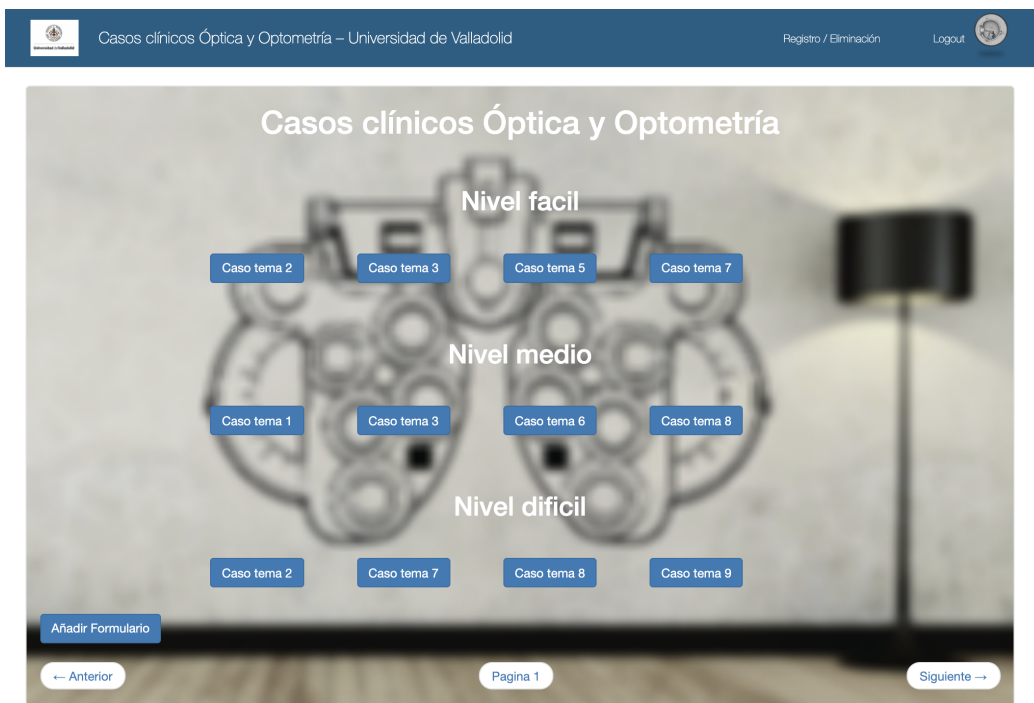 Universidad de Valladolid
Casos clínicos Óptica y Optometría – Universidad de Valladolid
Registro / Eliminación
Logout
Casos clínicos Óptica y Optometría
Nivel facil
Caso tema 2
Caso tema 3
Caso tema 5
Caso tema 7
Nivel medio
Caso tema 1
Caso tema 3
Caso tema 6
Caso tema 8
Nivel dificil
Caso tema 2
Caso tema 7
Caso tema 8
Caso tema 9
Añadir Formulario
← Anterior
Pagina 1
Siguiente →